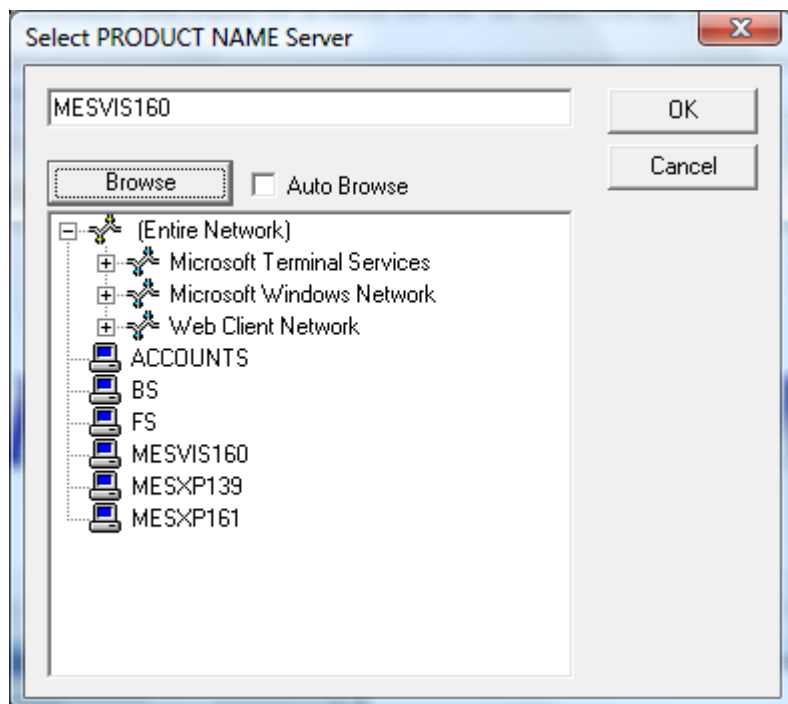 Select PRODUCT NAME Server
MESVIS160
OK
Browse
Auto Browse
Cancel
(Entire Network)
Microsoft Terminal Services
Microsoft Windows Network
Web Client Network
ACCOUNTS
BS
FS
MESVIS160
MESXP139
MESXP161